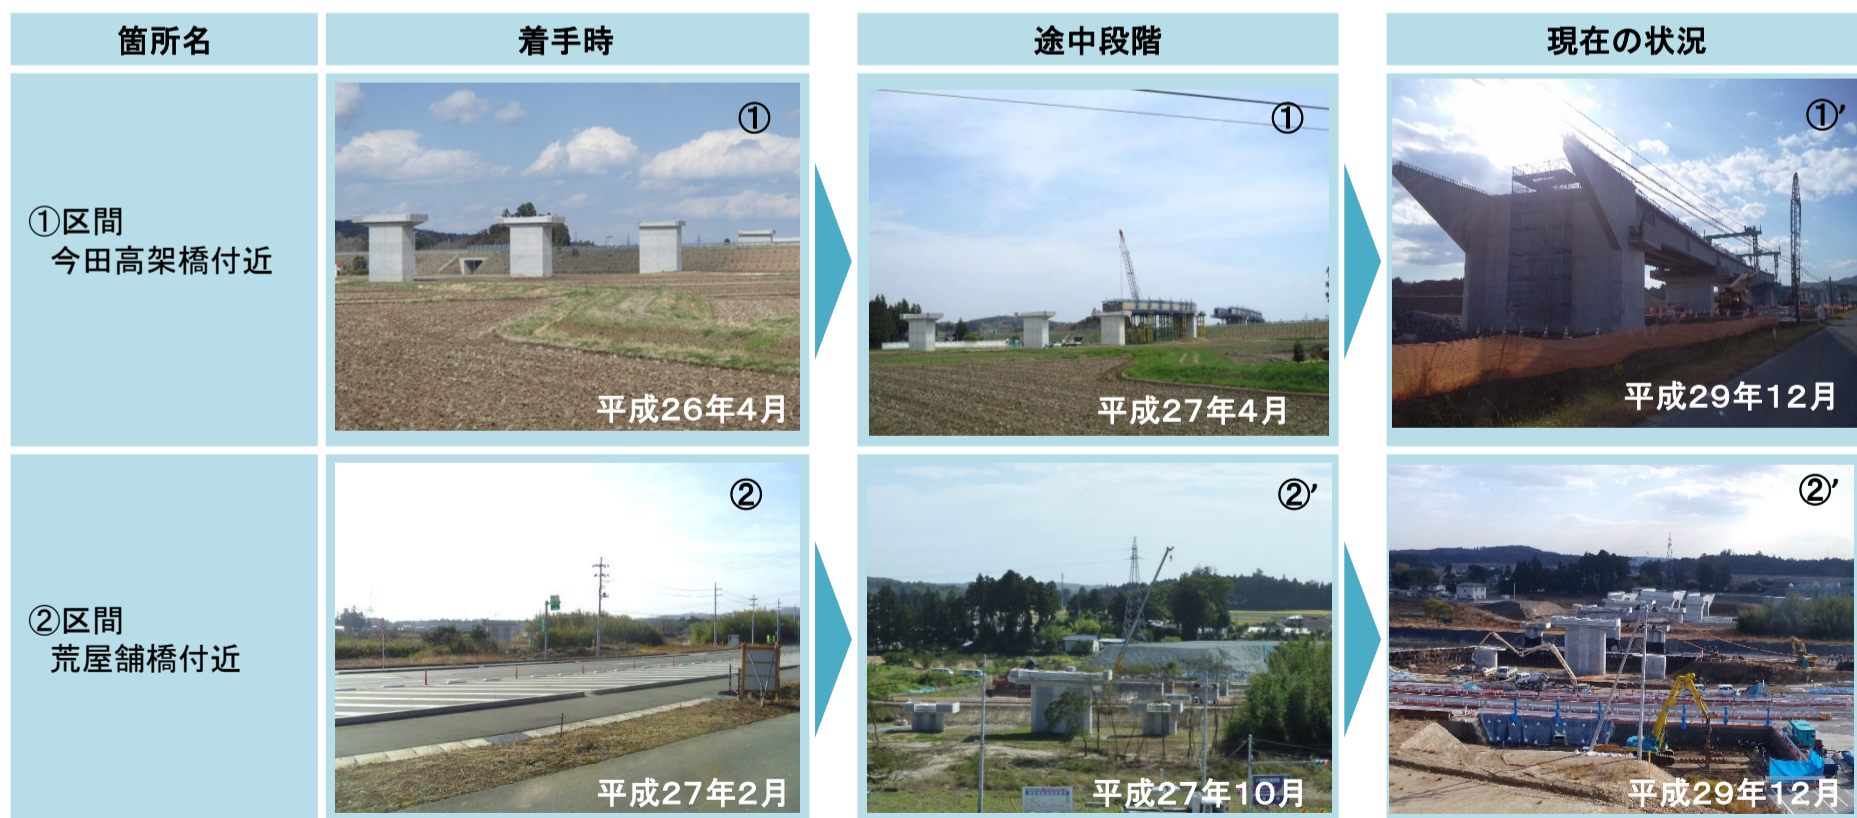 箇所名
着手時
途中段階
現在の状況
①区間
今田高架橋付近
①
平成26年4月
①
平成27年4月
①’
平成29年12月
②区間
荒屋舗橋付近
②
平成27年2月
②’
平成27年10月
②’
平成29年12月